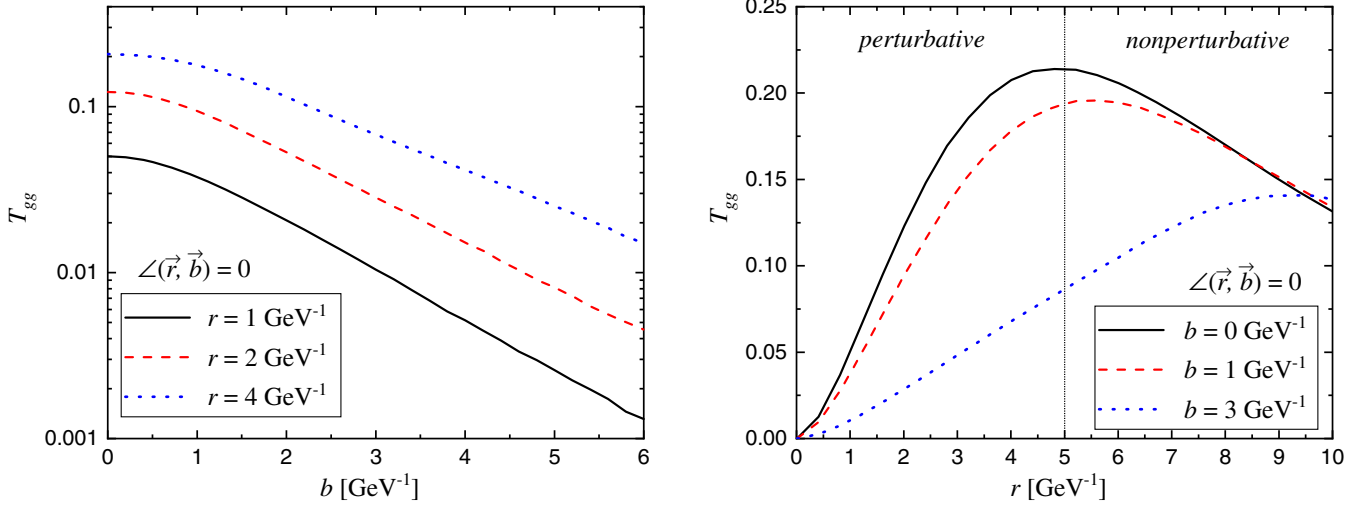 0.1
0.01
0.001
T_gg
∠(r⃗, b⃗) = 0
r = 1 GeV⁻¹
r = 2 GeV⁻¹
r = 4 GeV⁻¹
0 1 2 3 4 5 6
b [GeV⁻¹]
0.25
0.20
0.15
0.10
0.05
0.00
T_gg
perturbative nonperturbative
∠(r⃗, b⃗) = 0
b = 0 GeV⁻¹
b = 1 GeV⁻¹
b = 3 GeV⁻¹
0 1 2 3 4 5 6 7 8 9 10
r [GeV⁻¹]